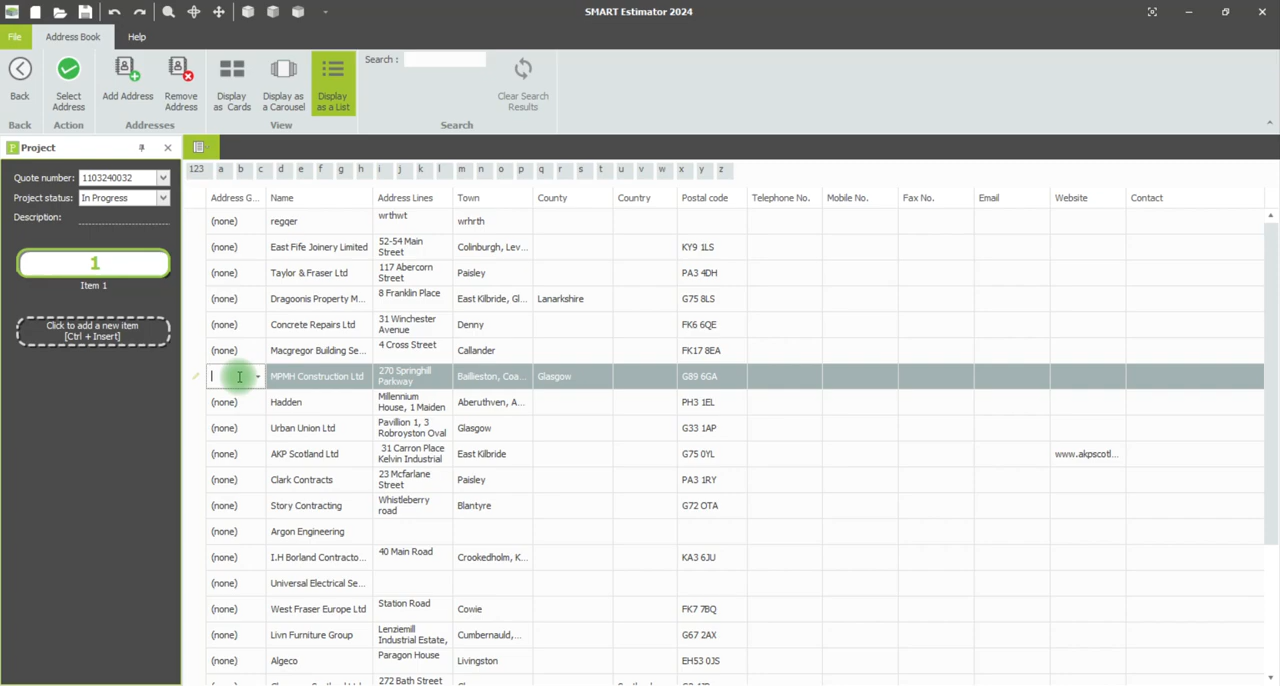 SMART Estimator 2024
File Address Book Help
Back
Select Address
Add Address
Remove Address
Display as Cards
Display as a Carousel
Display as a List
Search :
Clear Search Results
Back Action Addresses View Search
Project
Quote number: 1103240032
Project status: In Progress
Description:
1
Item 1
Click to add a new item
[Ctrl + Insert]
123 a b c d e f g h i j k l m n o p q r s t u v w x y z
Address G... Name Address Lines Town County Country Postal code Telephone No. Mobile No. Fax No. Email Website Contact
(none) regqer wrthwt wrhrth
(none) East Fife Joinery Limited 52-54 Main Street Colinburgh, Lev... KY9 1LS
(none) Taylor & Fraser Ltd 117 Abercorn Street Paisley PA3 4DH
(none) Dragoonis Property M... 8 Franklin Place East Kilbride, Gl... Lanarkshire G75 8LS
(none) Concrete Repairs Ltd 31 Winchester Avenue Denny FK6 6QE
(none) Macgregor Building Se... 4 Cross Street Callander FK17 8EA
MPMH Construction Ltd 270 Springhill Parkway Baillieston, Coa... Glasgow G89 6GA
(none) Hadden Millennium House, 1 Maiden Aberuthven, A... PH3 1EL
(none) Urban Union Ltd Pavillion 1, 3 Robroyston Oval Glasgow G33 1AP
(none) AKP Scotland Ltd 31 Carron Place Kelvin Industrial East Kilbride G75 0YL www.akpscotl...
(none) Clark Contracts 23 Mcfarlane Street Paisley PA3 1RY
(none) Story Contracting Whistleberry road Blantyre G72 OTA
(none) Argon Engineering
(none) I.H Borland Contracto... 40 Main Road Crookedholm, K... KA3 6JU
(none) Universal Electrical Se...
(none) West Fraser Europe Ltd Station Road Cowie FK7 7BQ
(none) Livn Furniture Group Lenziemill Industrial Estate, Cumbernauld,... G67 2AX
(none) Algeco Paragon House Livingston EH53 0JS
272 Bath Street